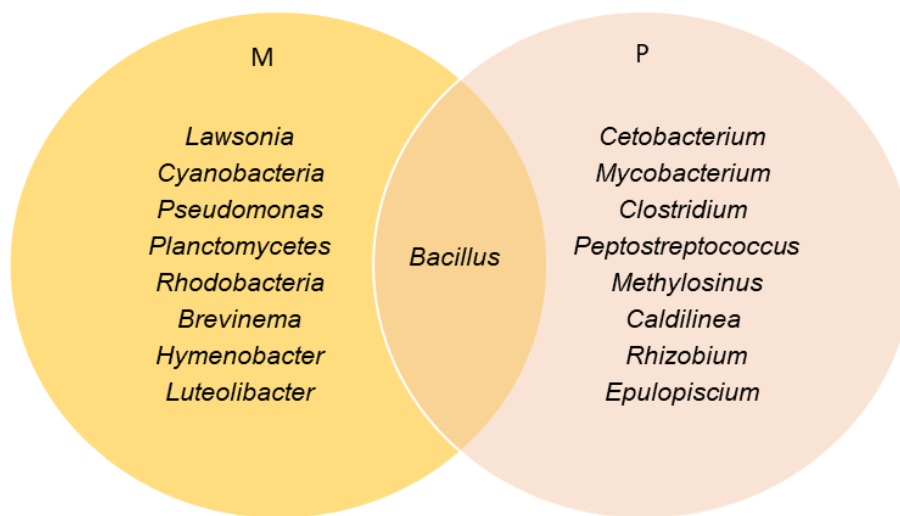 M
Lawsonia
Cyanobacteria
Pseudomonas
Planctomycetes
Rhodobacteria
Brevinema
Hymenobacter
Luteolibacter
Bacillus
P
Cetobacterium
Mycobacterium
Clostridium
Peptostreptococcus
Methylosinus
Caldilinea
Rhizobium
Epulopiscium